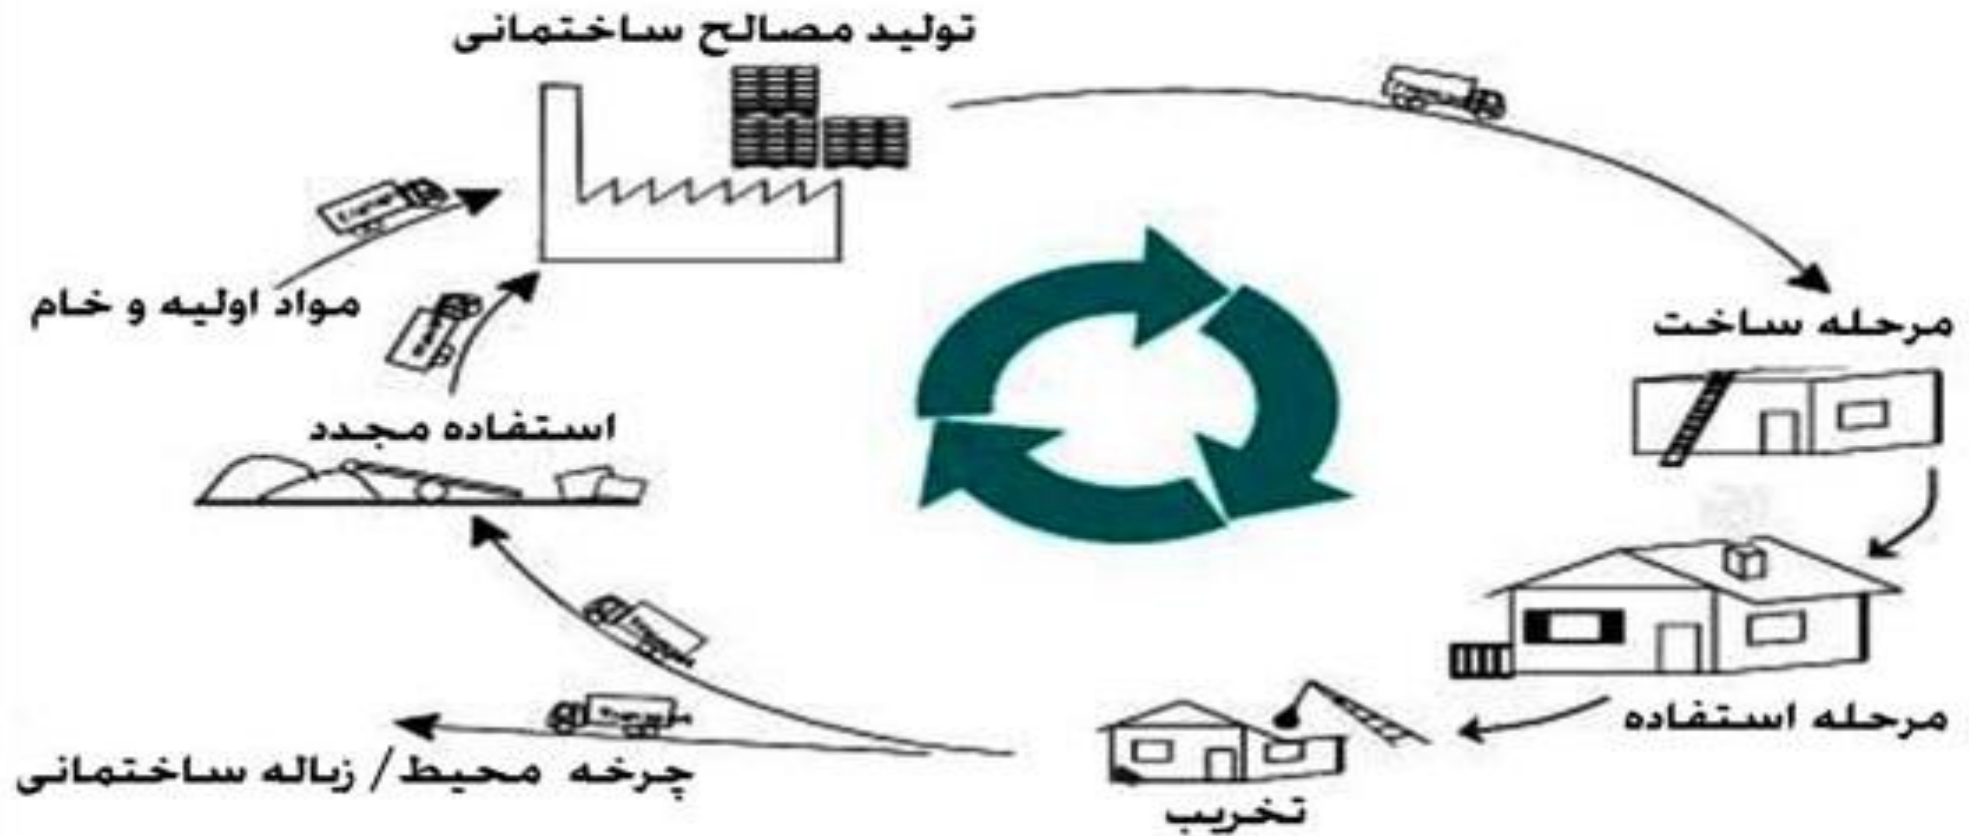 تولید مصالح ساختمانی
مواد اولیه و خام
مرحله ساخت
استفاده مجدد
مرحله استفاده
چرخه محیط/ زباله ساختمانی
تخریب